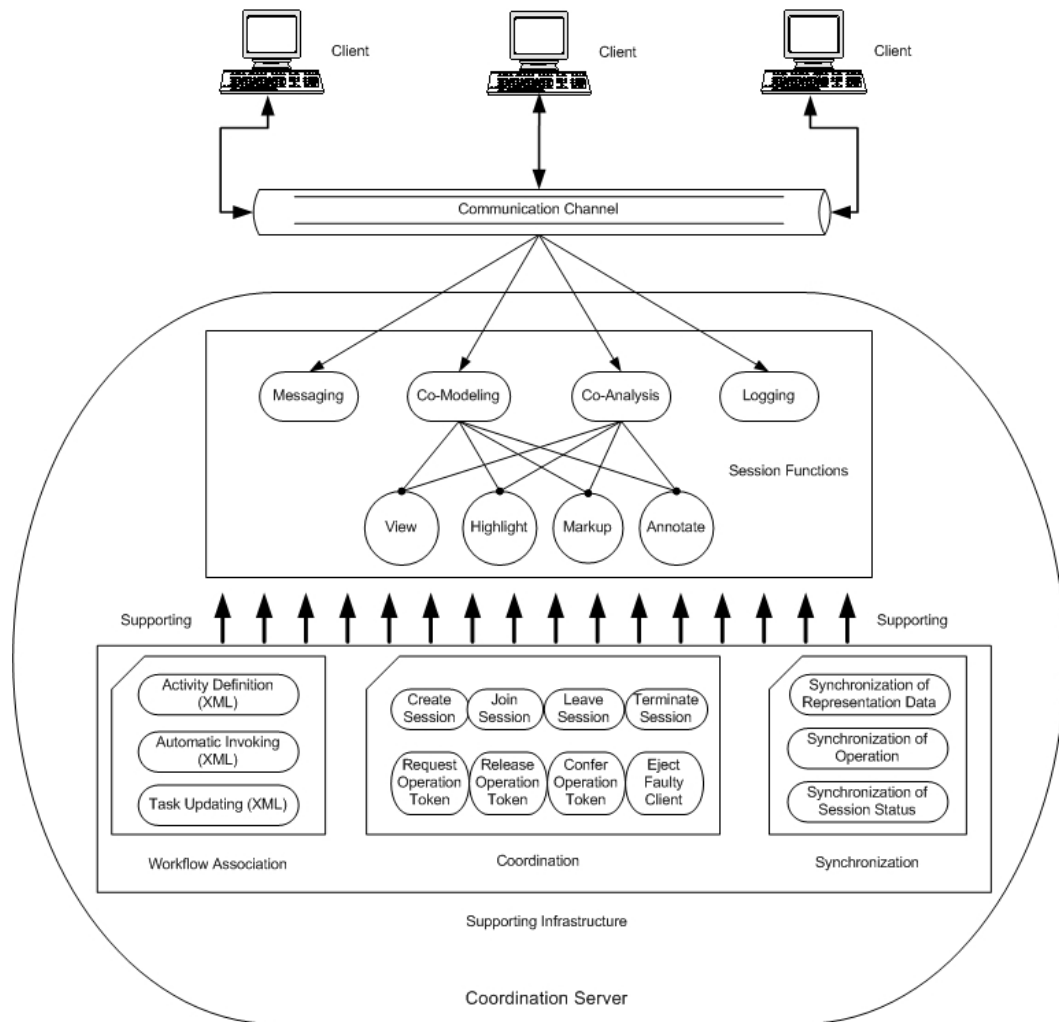 Client
Client
Client
Communication Channel
Messaging
Co-Modeling
Co-Analysis
Logging
Session Functions
View
Highlight
Markup
Annotate
Supporting
Supporting
Activity Definition
(XML)
Automatic Invoking
(XML)
Task Updating (XML)
Workflow Association
Create
Session
Join
Session
Leave
Session
Terminate
Session
Request
Operation
Token
Release
Operation
Token
Confer
Operation
Token
Eject
Faulty
Client
Coordination
Synchronization of
Representation Data
Synchronization of
Operation
Synchronization of
Session Status
Synchronization
Supporting Infrastructure
Coordination Server